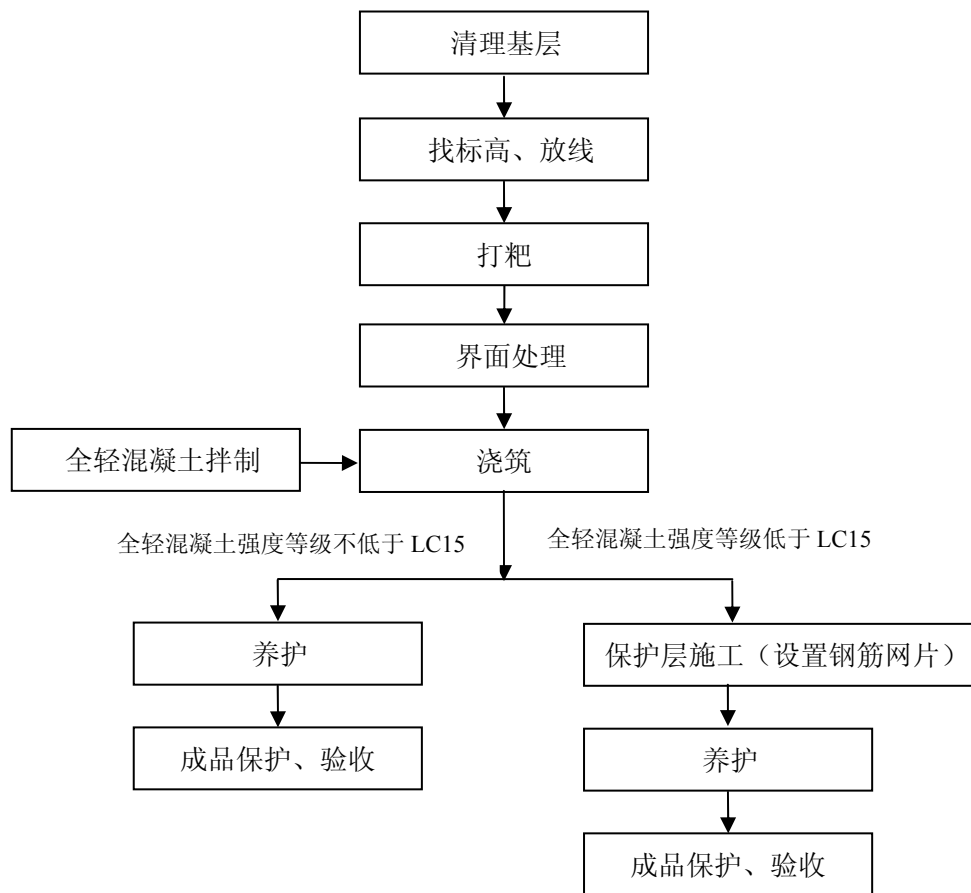 清理基层
找标高、放线
打粑
界面处理
全轻混凝土拌制
浇筑
全轻混凝土强度等级不低于 LC15
全轻混凝土强度等级低于 LC15
养护
保护层施工（设置钢筋网片）
成品保护、验收
养护
成品保护、验收